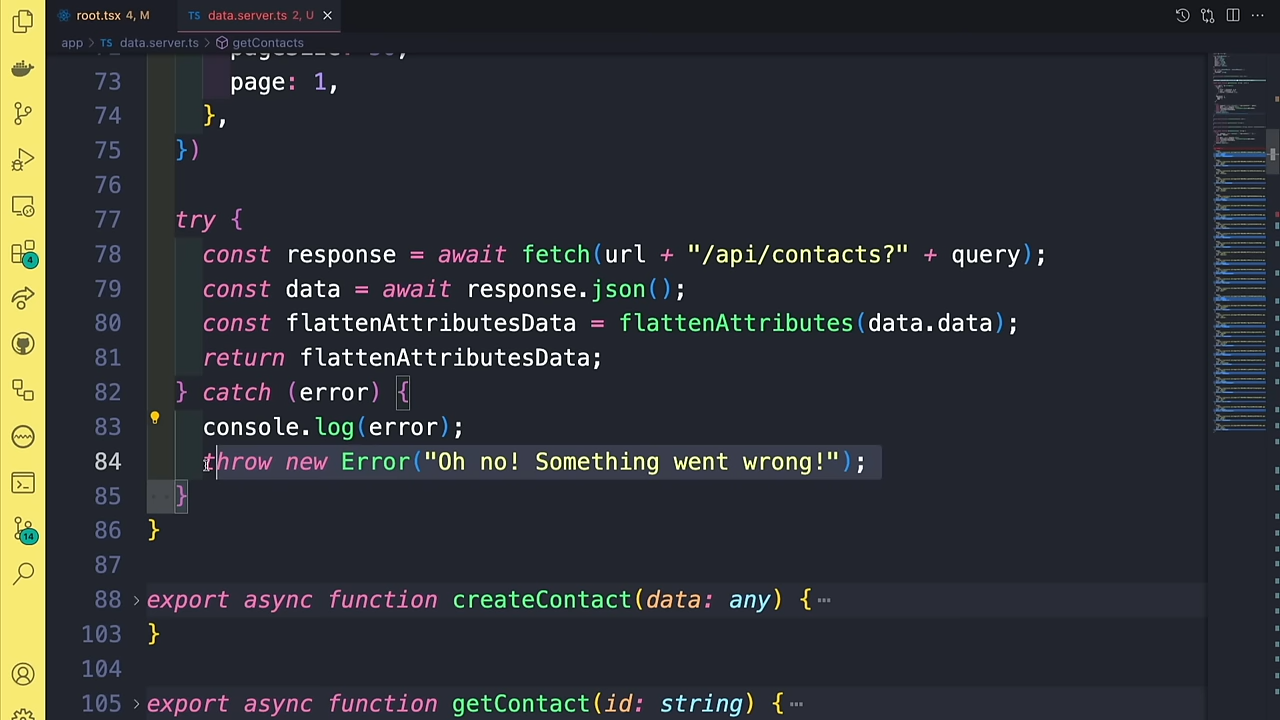 root.tsx 4, M
TS data.server.ts 2, U
app > TS data.server.ts > getContacts
73 page: 1,
74 },
75 })
76
77 try {
78 const response = await fetch(url + "/api/contacts?" + query);
79 const data = await response.json();
80 const flattenAttributesData = flattenAttributes(data.data);
81 return flattenAttributesData;
82 } catch (error) {
83 console.log(error);
84 throw new Error("Oh no! Something went wrong!");
85 }
86 }
87
88 export async function createContact(data: any) {
103 }
104
105 export async function getContact(id: string) {
4
14